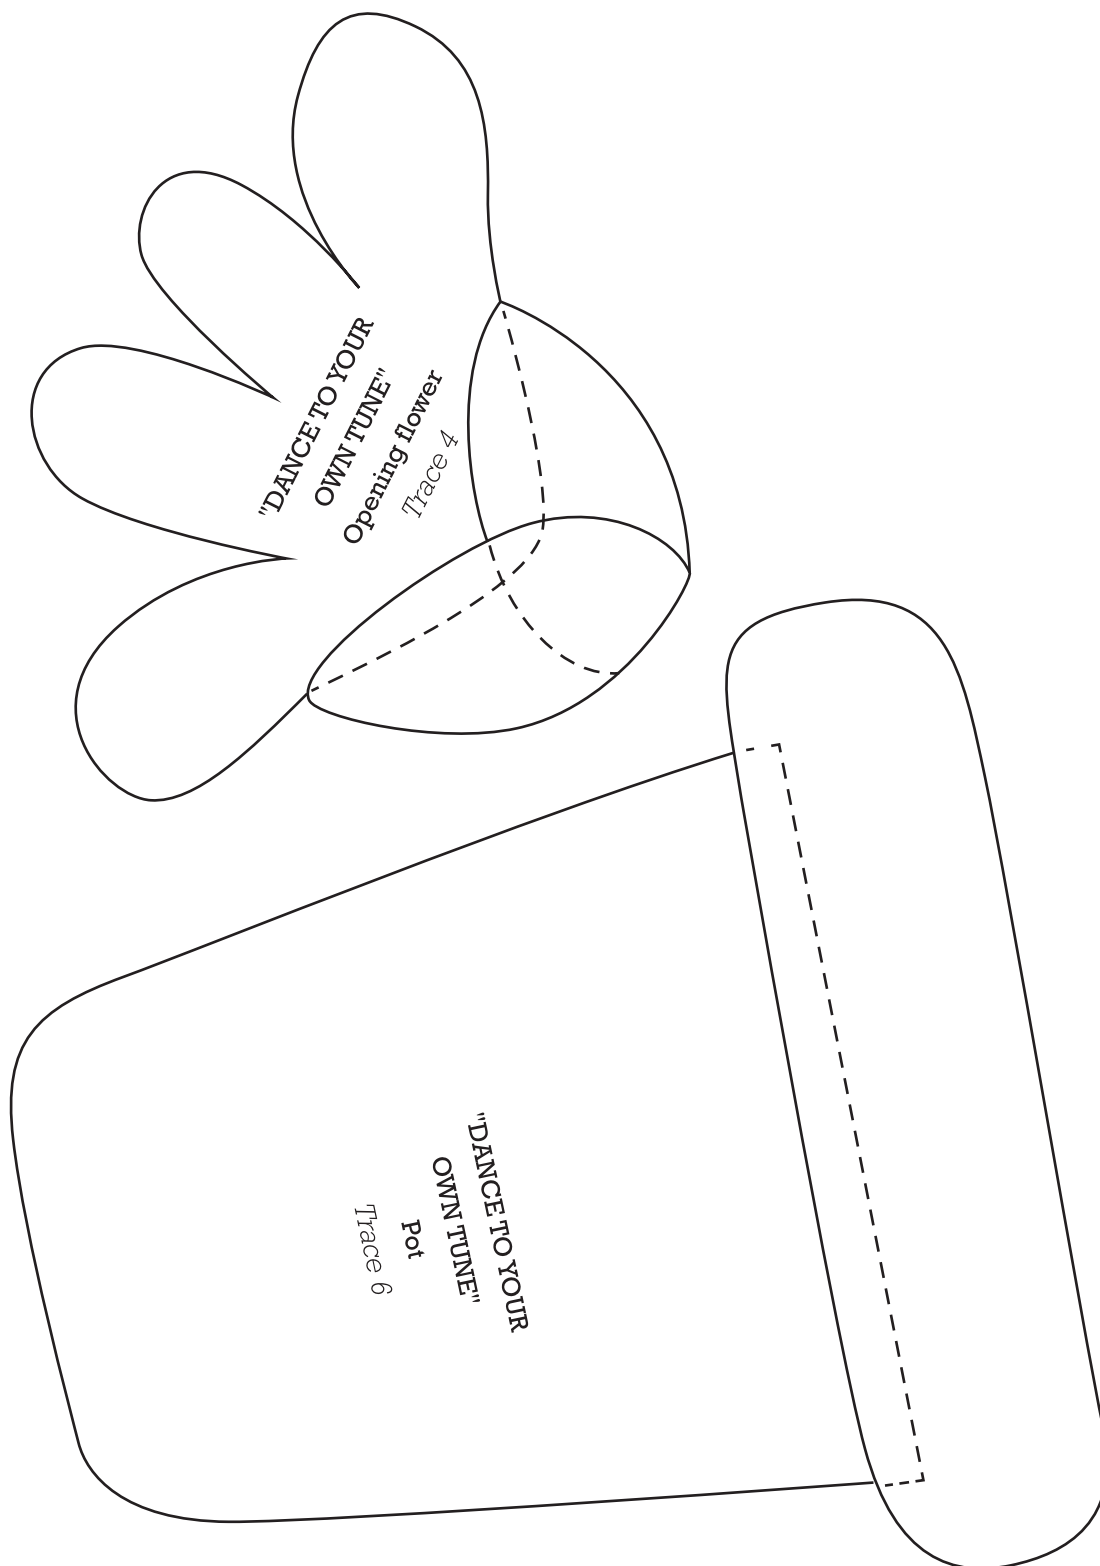 "DANCE TO YOUR
OWN TUNE"
Opening flower
Trace 4
"DANCE TO YOUR
OWN TUNE"
Pot
Trace 6